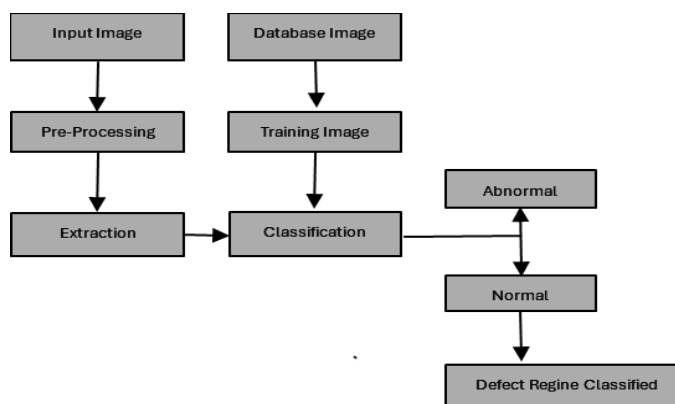 Input Image
Database Image
Pre-Processing
Training Image
Abnormal
Extraction
Classification
Normal
Defect Regine Classified